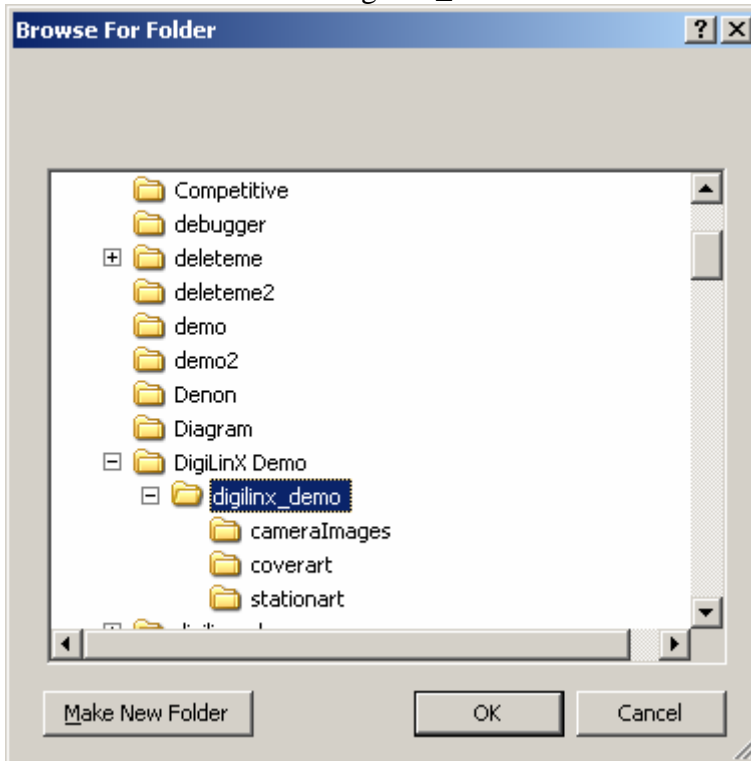 Browse For Folder
Competitive
debugger
deleteme
deleteme2
demo
demo2
Denon
Diagram
DigiLinX Demo
digilinx_demo
cameraImages
coverart
stationart
Make New Folder
OK
Cancel